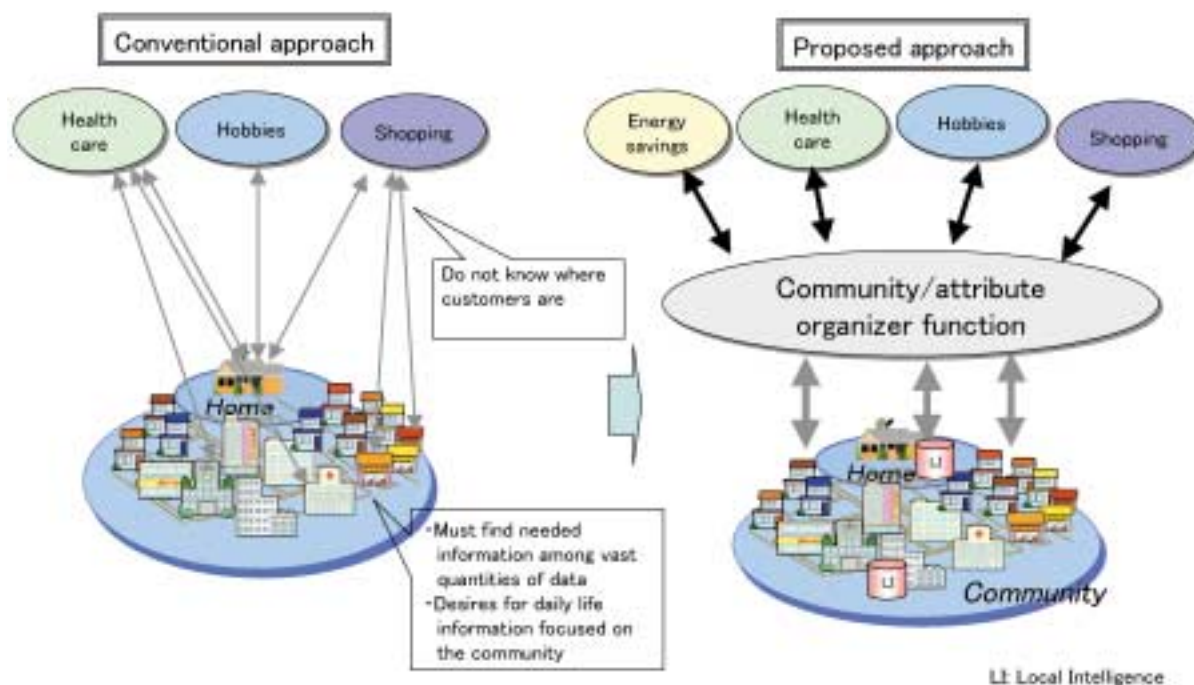 Conventional approach
Health
care
Hobbies
Shopping
Do not know where
customers are
Home
・Must find needed
information among vast
quantities of data
・Desires for daily life
information focused on
the community
Proposed approach
Energy
savings
Health
care
Hobbies
Shopping
Community/attribute
organizer function
LI
Home
LI
Community
LI: Local Intelligence